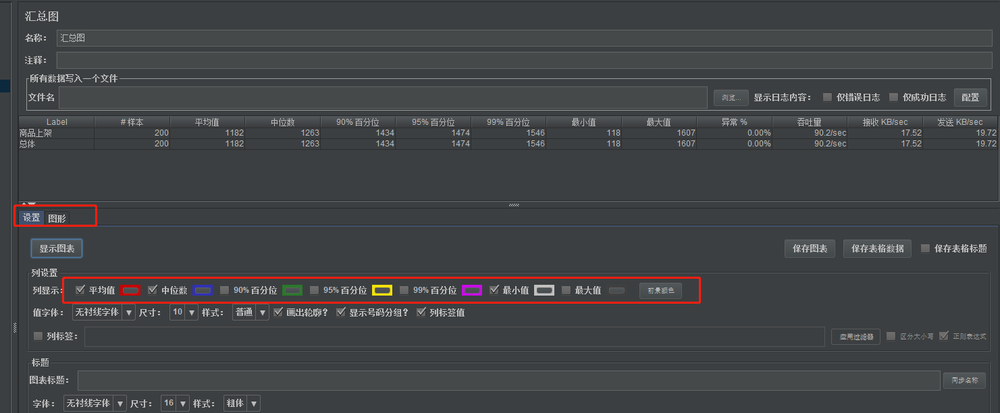 汇总图
名称： 汇总图
注释：
所有数据写入一个文件
文件名 浏览... 显示日志内容： 仅错误日志 仅成功日志 配置
Label # 样本 平均值 中位数 90% 百分位 95% 百分位 99% 百分位 最小值 最大值 异常 % 吞吐量 接收 KB/sec 发送 KB/sec
商品上架 200 1182 1263 1434 1474 1546 118 1607 0.00% 90.2/sec 17.52 19.72
总体 200 1182 1263 1434 1474 1546 118 1607 0.00% 90.2/sec 17.52 19.72
设置 图形
显示图表 保存图表 保存表格数据 保存表格标题
列设置
列显示: 平均值 中位数 90% 百分位 95% 百分位 99% 百分位 最小值 最大值 前景颜色
值字体： 无衬线字体 尺寸： 10 样式： 普通 画出轮廓? 显示号码分组? 列标签值
列标签： 应用过滤器 区分大小写 正则表达式
标题
图表标题： 同步名称
字体： 无衬线字体 尺寸： 16 样式： 粗体